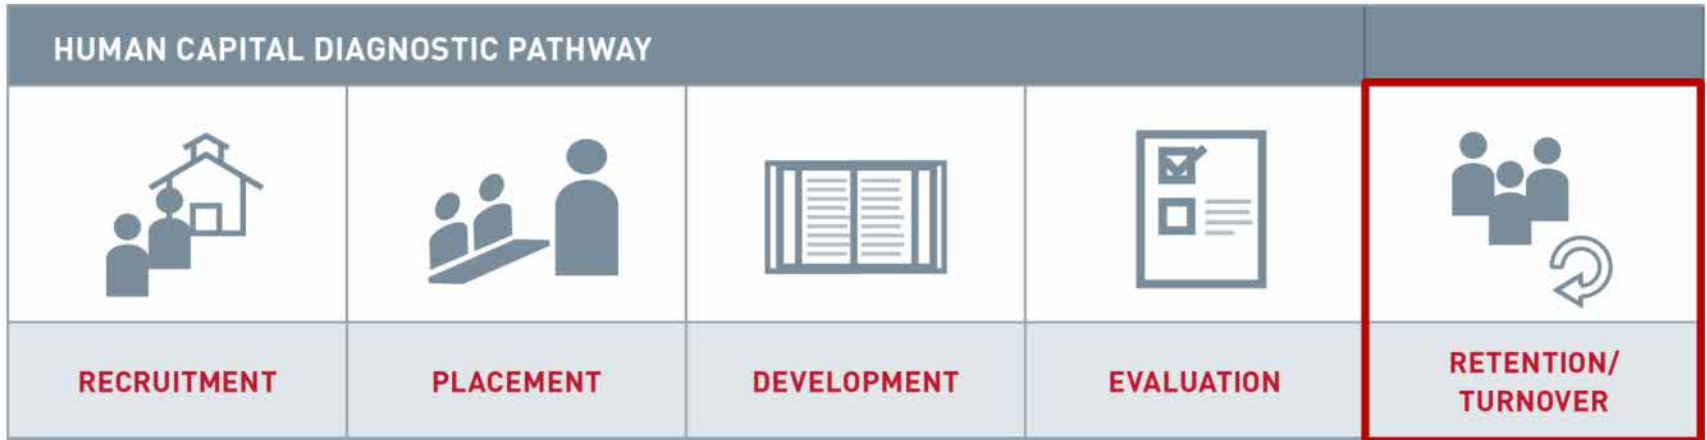 HUMAN CAPITAL DIAGNOSTIC PATHWAY
RECRUITMENT
PLACEMENT
DEVELOPMENT
EVALUATION
RETENTION/
TURNOVER